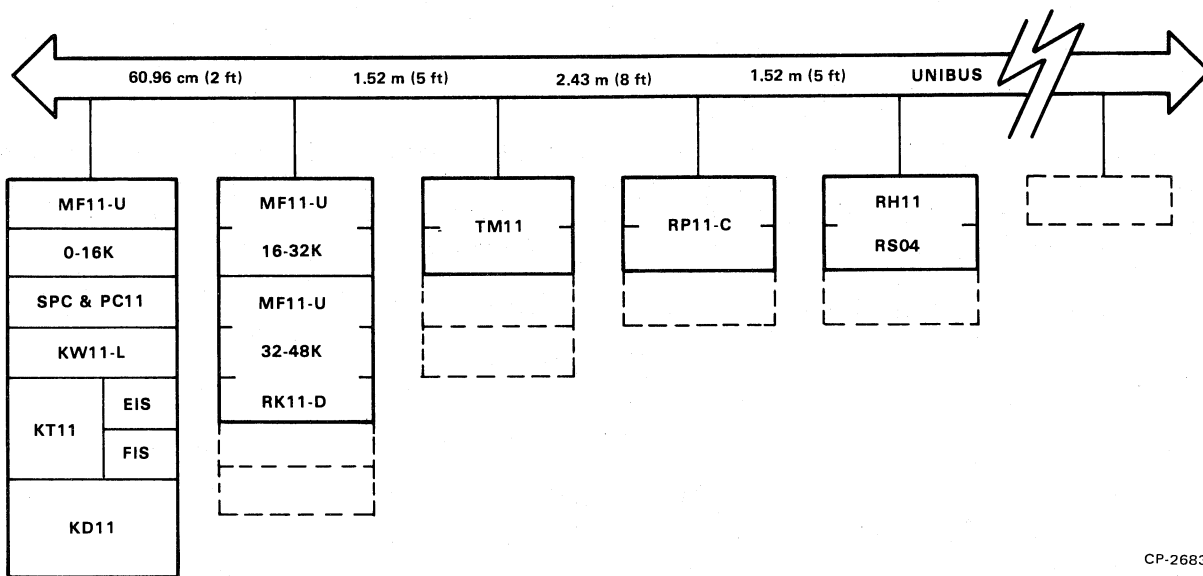 60.96 cm (2 ft)
1.52 m (5 ft)
2.43 m (8 ft)
1.52 m (5 ft)
UNIBUS
MF11-U
0-16K
SPC & PC11
KW11-L
KT11
EIS
FIS
KD11
MF11-U
16-32K
MF11-U
32-48K
RK11-D
TM11
RP11-C
RH11
RS04
CP-2683